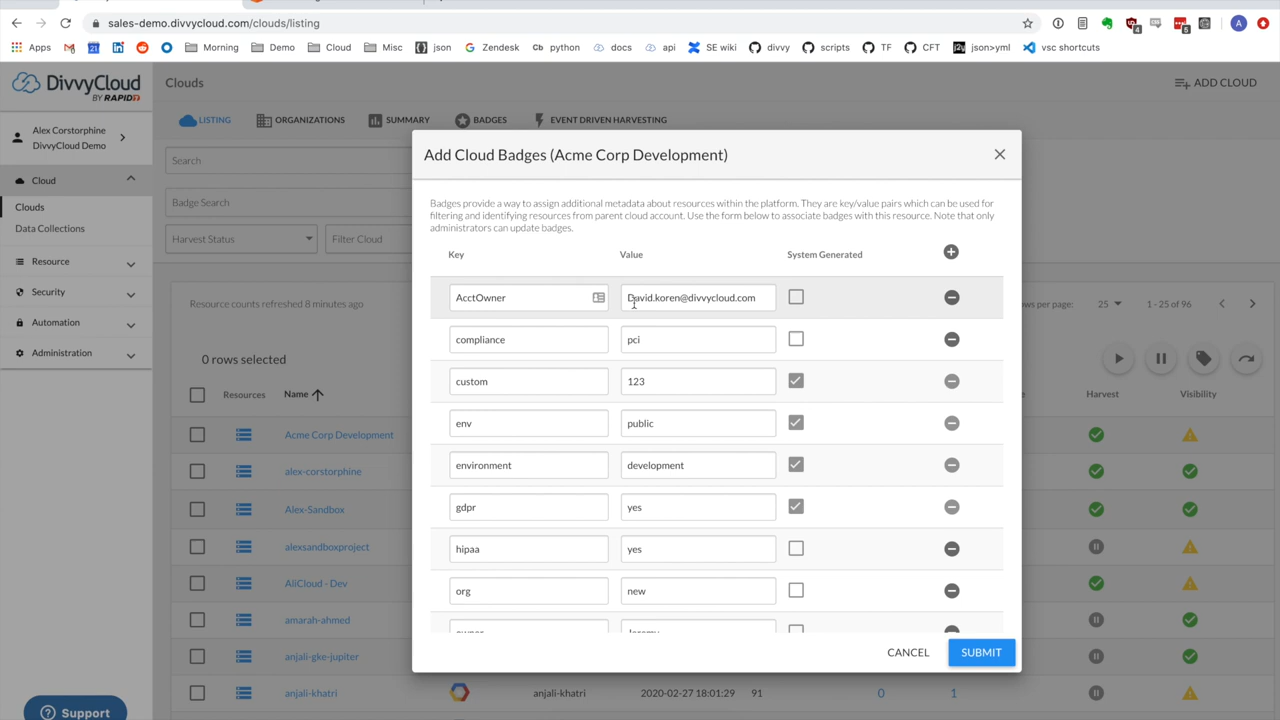 sales-demo.divvycloud.com/clouds/listing
4
5
A
Apps
21
Morning
Demo
Cloud
Misc
json
Zendesk
Cb python
docs
api
SE wiki
divvy
scripts
TF
CFT
j2y json>yml
vsc shortcuts
DivvyCloud
BY RAPID7
Clouds
ADD CLOUD
Alex Corstorphine
DivvyCloud Demo
LISTING
ORGANIZATIONS
SUMMARY
BADGES
EVENT DRIVEN HARVESTING
Search
Cloud
Clouds
Data Collections
Resource
Security
Automation
Administration
Badge Search
Harvest Status
Filter Cloud
Resource counts refreshed 8 minutes ago
per page: 25
1 - 25 of 96
0 rows selected
Resources
Name
Harvest
Visibility
Acme Corp Development
alex-corstorphine
Alex-Sandbox
alexsandboxproject
AliCloud - Dev
amarah-ahmed
anjali-gke-jupiter
anjali-khatri
anjali-khatri
2020-02-27 18:01:29
91
0
1
Support
Add Cloud Badges (Acme Corp Development)
Badges provide a way to assign additional metadata about resources within the platform. They are key/value pairs which can be used for
filtering and identifying resources from parent cloud account. Use the form below to associate badges with this resource. Note that only
administrators can update badges.
Key
Value
System Generated
AcctOwner
David.koren@divvycloud.com
compliance
pci
custom
123
env
public
environment
development
gdpr
yes
hipaa
yes
org
new
owner
Jeremy
CANCEL
SUBMIT